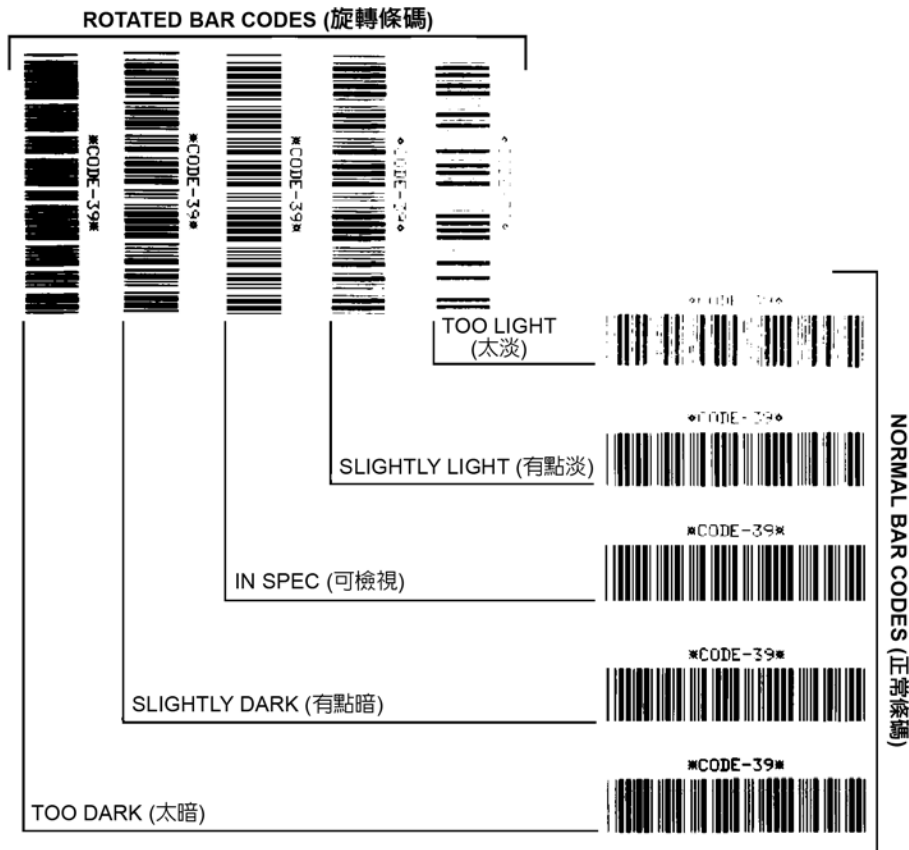 ROTATED BAR CODES (旋轉條碼)
*CODE-39*
*CODE-39*
*CODE-39*
TOO LIGHT
(太淡)
SLIGHTLY LIGHT (有點淡)
IN SPEC (可檢視)
*CODE-39*
SLIGHTLY DARK (有點暗)
*CODE-39*
TOO DARK (太暗)
*CODE-39*
NORMAL BAR CODES (正常條碼)